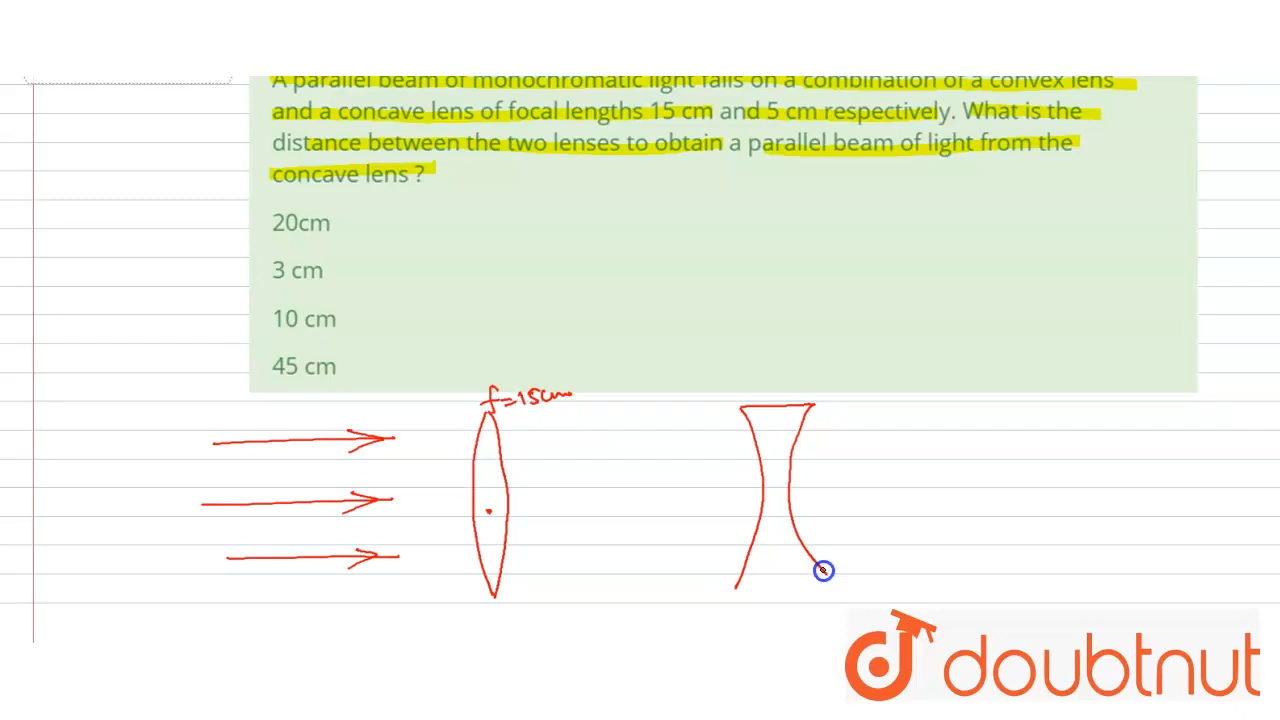 A parallel beam of monochromatic light falls on a combination of a convex lens
and a concave lens of focal lengths 15 cm and 5 cm respectively. What is the
distance between the two lenses to obtain a parallel beam of light from the
concave lens ?
20cm
3 cm
10 cm
45 cm
f=15cm
doubtnut